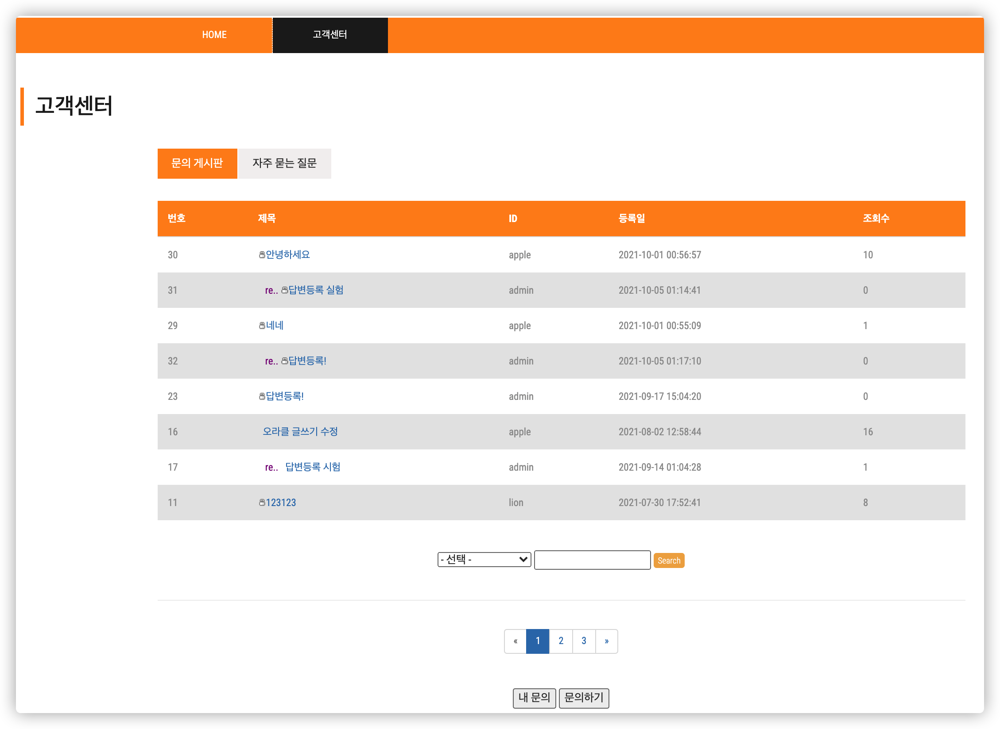 HOME 고객센터
고객센터
문의 게시판 자주 묻는 질문
번호 제목 ID 등록일 조회수
30 안녕하세요 apple 2021-10-01 00:56:57 10
31 re.. 답변등록 실험 admin 2021-10-05 01:14:41 0
29 네네 apple 2021-10-01 00:55:09 1
32 re.. 답변등록! admin 2021-10-05 01:17:10 0
23 답변등록! admin 2021-09-17 15:04:20 0
16 오라클 글쓰기 수정 apple 2021-08-02 12:58:44 16
17 re.. 답변등록 시험 admin 2021-09-14 01:04:28 1
11 123123 lion 2021-07-30 17:52:41 8
- 선택 - Search
« 1 2 3 »
내 문의 문의하기